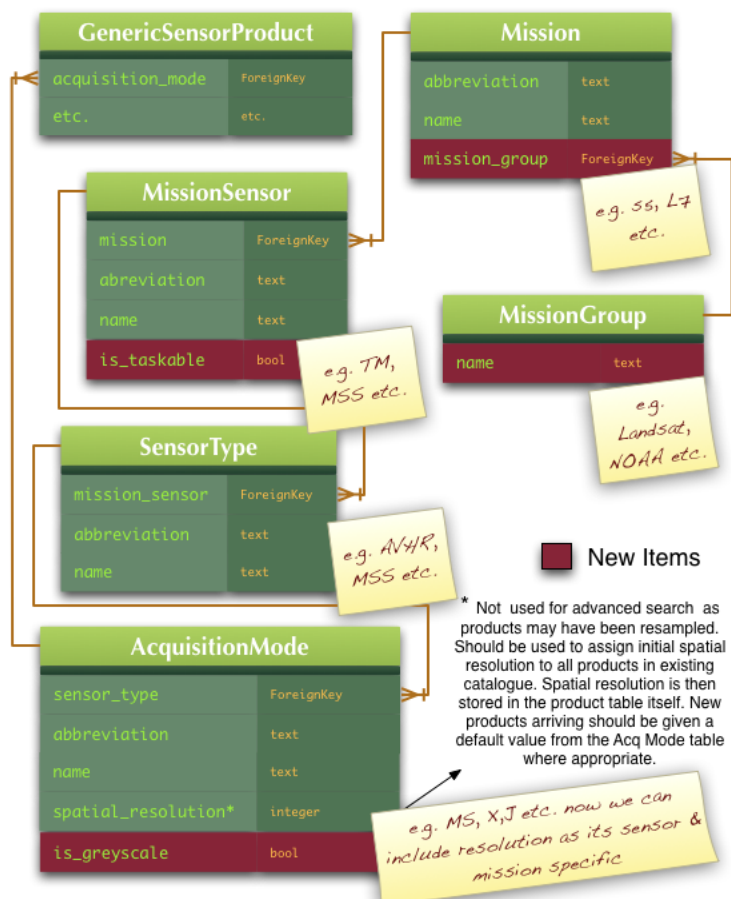 GenericSensorProduct
acquisition_mode ForeignKey
etc. etc.
Mission
abbreviation text
name text
mission_group ForeignKey
e.g. SS, L7
etc.
MissionSensor
mission ForeignKey
abreviation text
name text
is_taskable bool
e.g. TM,
MSS etc.
MissionGroup
name text
e.g.
Landsat,
NOAA etc.
SensorType
mission_sensor ForeignKey
abbreviation text
name text
e.g. AVHR,
MSS etc.
New Items
* Not used for advanced search as
products may have been resampled.
Should be used to assign initial spatial
resolution to all products in existing
catalogue. Spatial resolution is then
stored in the product table itself. New
products arriving should be given a
default value from the Acq Mode table
where appropriate.
AcquisitionMode
sensor_type ForeignKey
abbreviation text
name text
spatial_resolution* integer
is_greyscale bool
e.g. MS, X,J etc. now we can
include resolution as its sensor &
mission specific